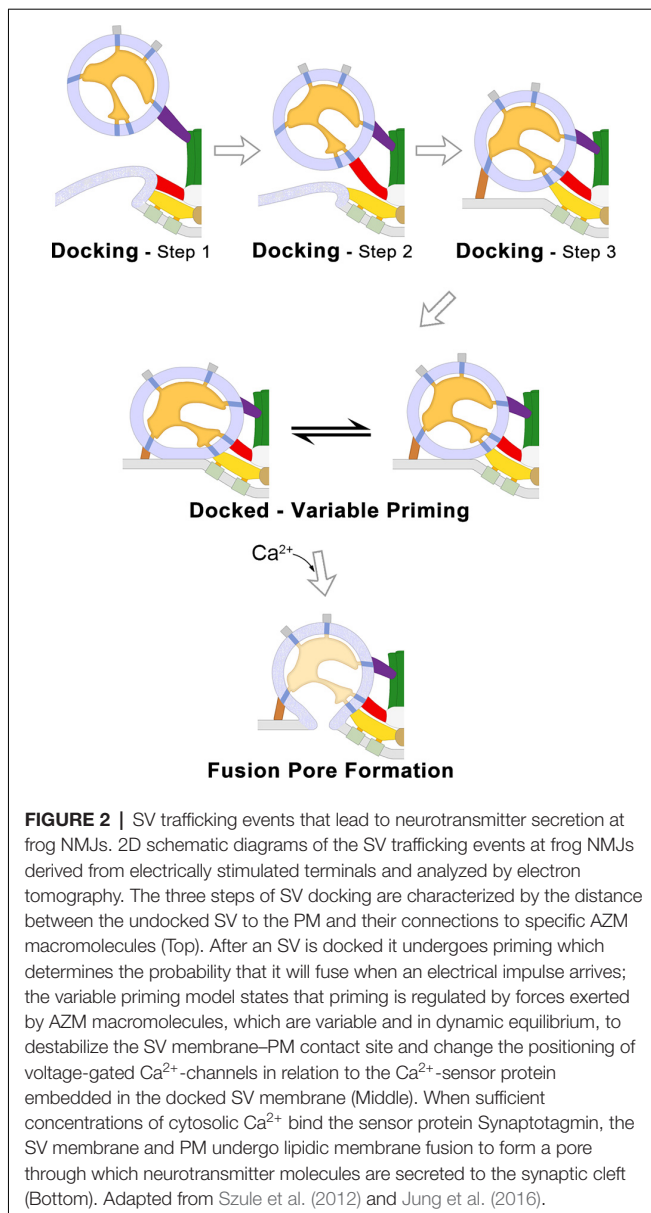 Docking - Step 1
Docking - Step 2
Docking - Step 3
Docked - Variable Priming
Ca²⁺
Fusion Pore Formation
FIGURE 2 | SV trafficking events that lead to neurotransmitter secretion at
frog NMJs. 2D schematic diagrams of the SV trafficking events at frog NMJs
derived from electrically stimulated terminals and analyzed by electron
tomography. The three steps of SV docking are characterized by the distance
between the undocked SV to the PM and their connections to specific AZM
macromolecules (Top). After an SV is docked it undergoes priming which
determines the probability that it will fuse when an electrical impulse arrives;
the variable priming model states that priming is regulated by forces exerted
by AZM macromolecules, which are variable and in dynamic equilibrium, to
destabilize the SV membrane–PM contact site and change the positioning of
voltage-gated Ca²⁺-channels in relation to the Ca²⁺-sensor protein
embedded in the docked SV membrane (Middle). When sufficient
concentrations of cytosolic Ca²⁺ bind the sensor protein Synaptotagmin, the
SV membrane and PM undergo lipidic membrane fusion to form a pore
through which neurotransmitter molecules are secreted to the synaptic cleft
(Bottom). Adapted from Szule et al. (2012) and Jung et al. (2016).